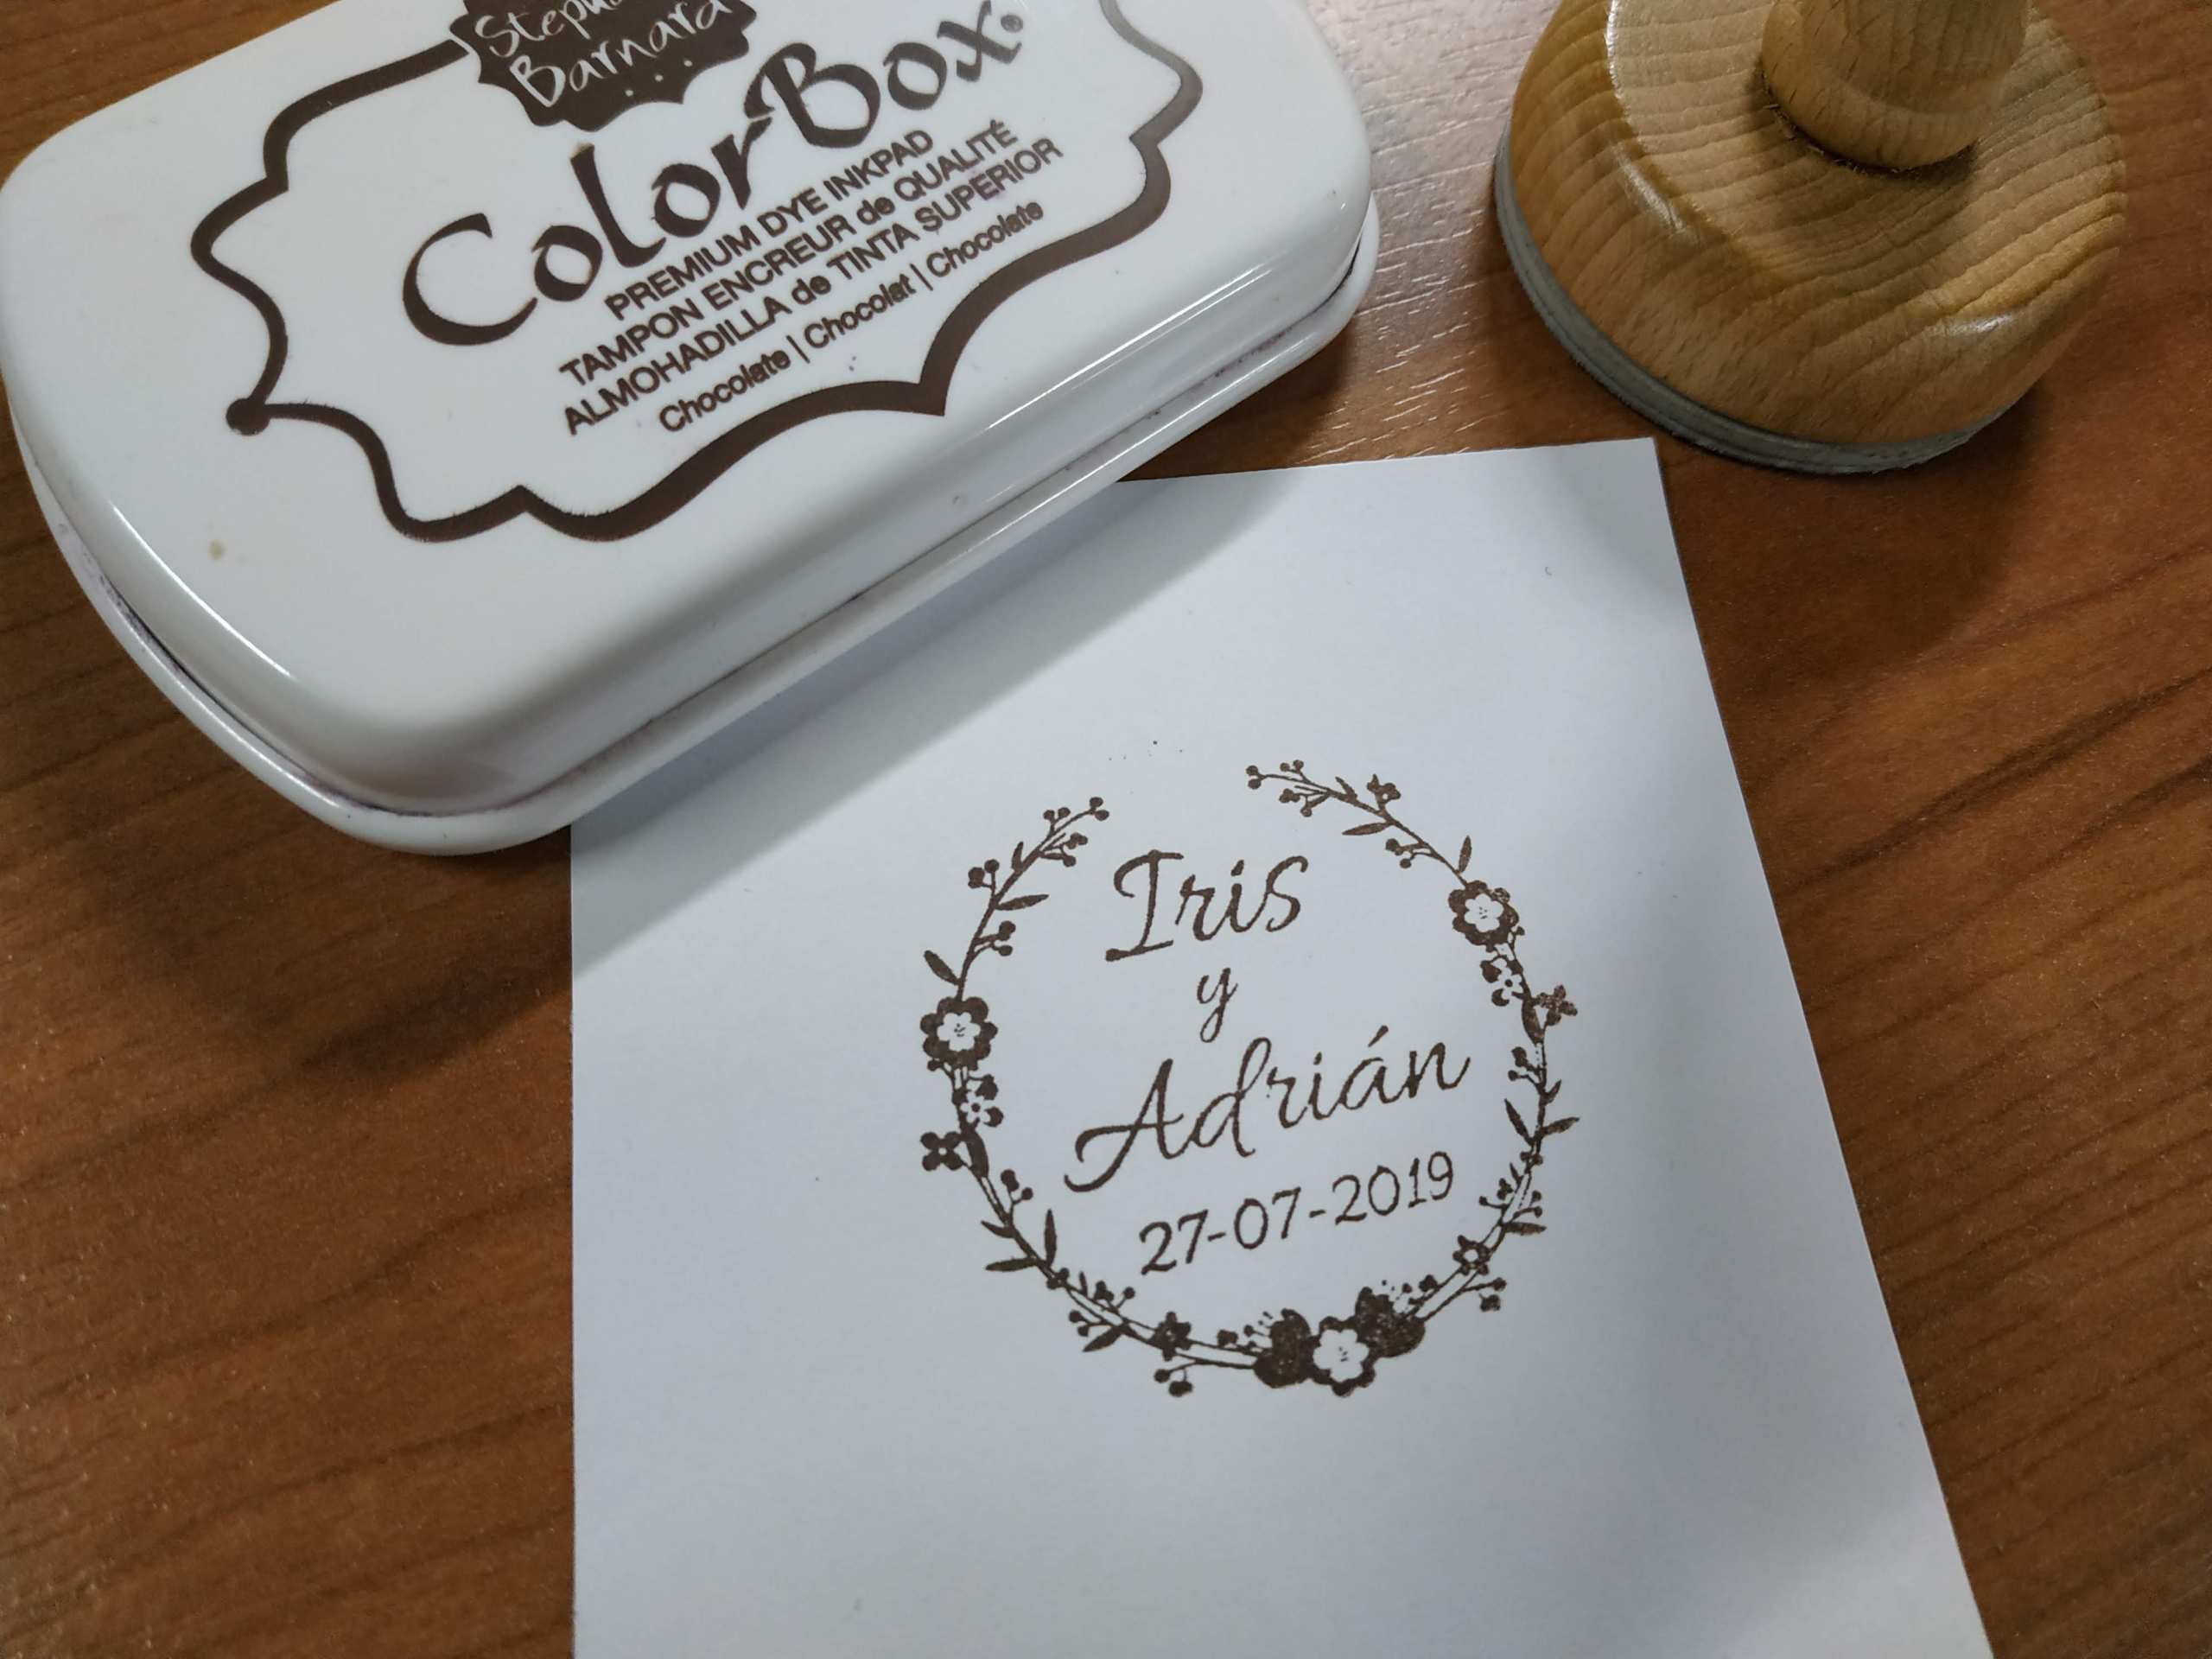 Barnard
ColorBox®
PREMIUM DYE INKPAD
TAMPON ENCREUR de QUALITÉ
ALMOHADILLA de TINTA SUPERIOR
Chocolate | Chocolat | Chocolate
Iris
y
Adrián
27-07-2019